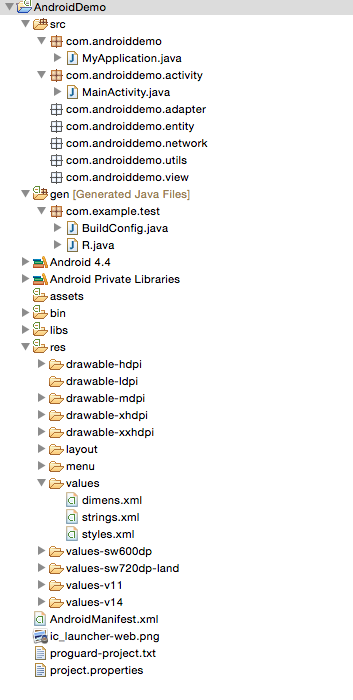 AndroidDemo
src
com.androiddemo
MyApplication.java
com.androiddemo.activity
MainActivity.java
com.androiddemo.adapter
com.androiddemo.entity
com.androiddemo.network
com.androiddemo.utils
com.androiddemo.view
gen [Generated Java Files]
com.example.test
BuildConfig.java
R.java
Android 4.4
Android Private Libraries
assets
bin
libs
res
drawable-hdpi
drawable-ldpi
drawable-mdpi
drawable-xhdpi
drawable-xxhdpi
layout
menu
values
dimens.xml
strings.xml
styles.xml
values-sw600dp
values-sw720dp-land
values-v11
values-v14
AndroidManifest.xml
ic_launcher-web.png
proguard-project.txt
project.properties